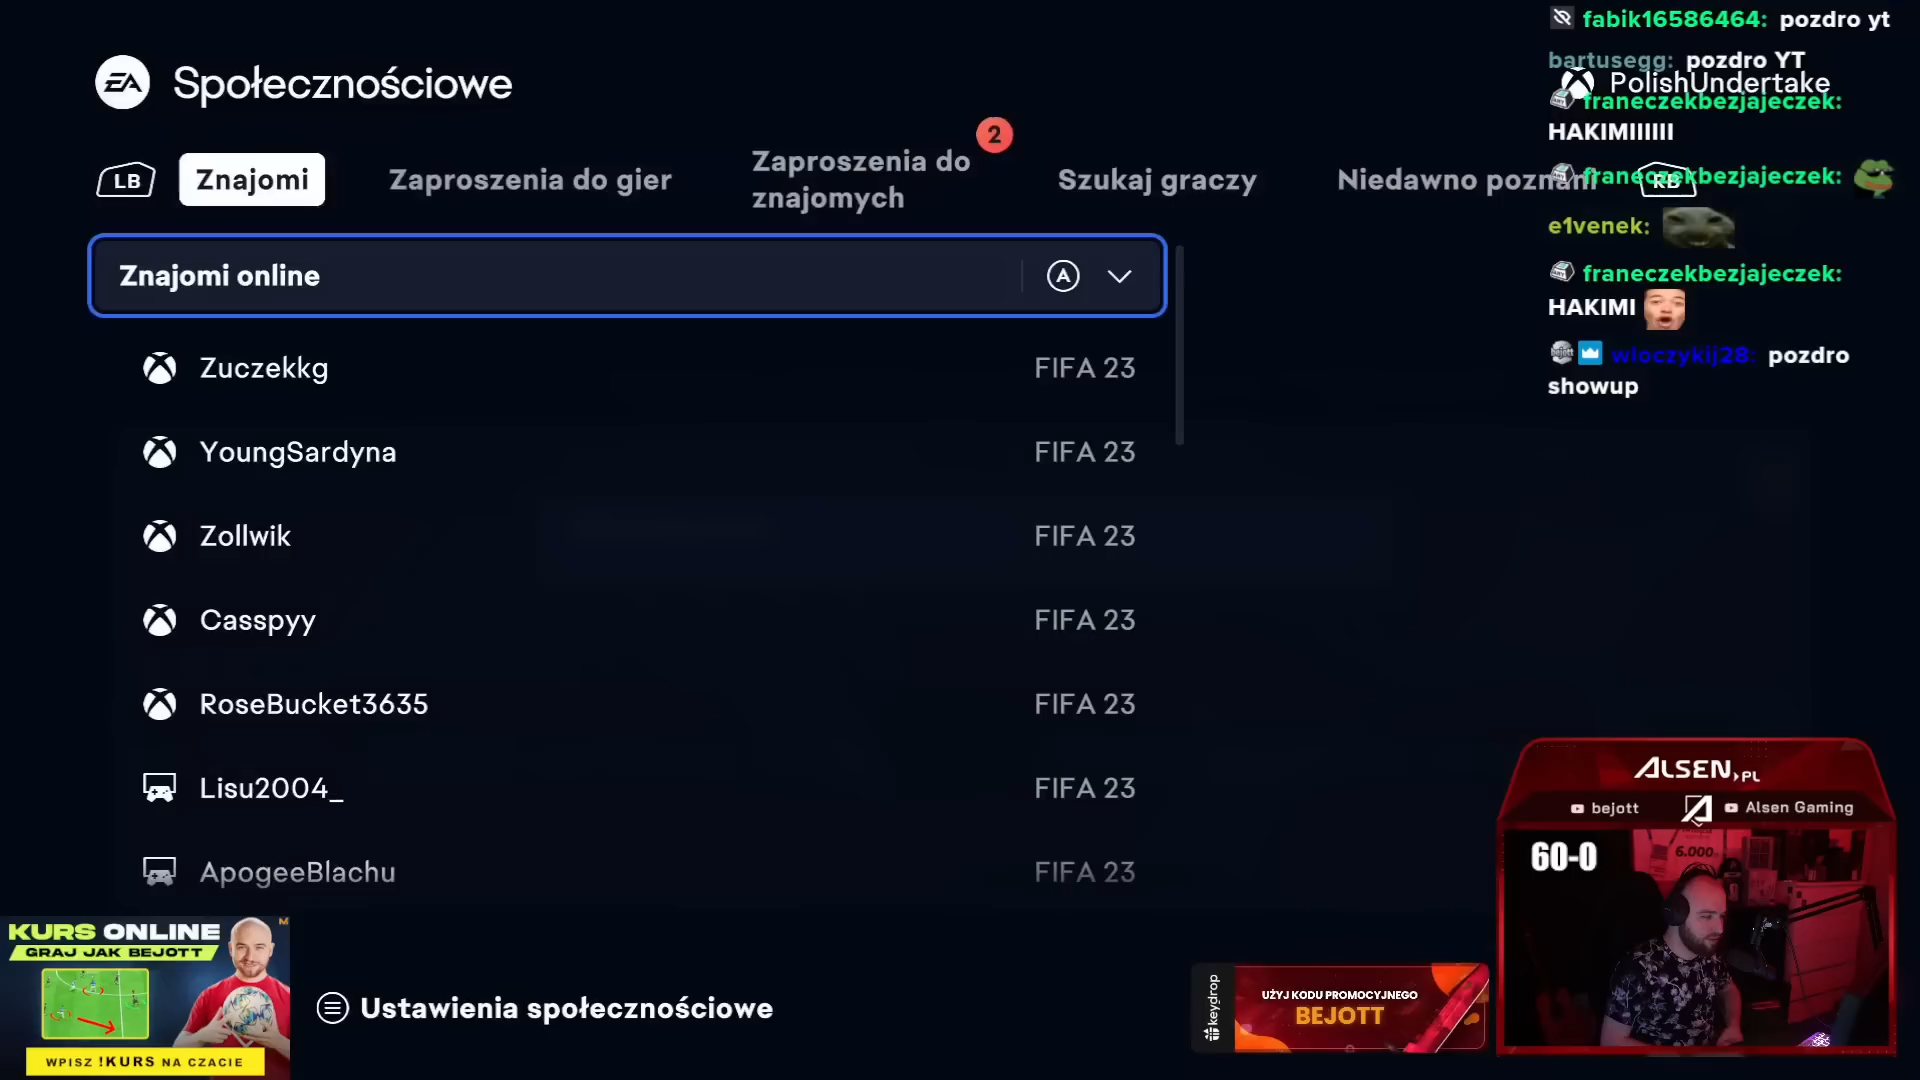 EA Społecznościowe
PolishUndertake
LB Znajomi
Zaproszenia do gier
Zaproszenia do
znajomych
2
Szukaj graczy
Niedawno poznani
RB
Znajomi online
A
Zuczekkg FIFA 23
YoungSardyna FIFA 23
Zollwik FIFA 23
Casspyy FIFA 23
RoseBucket3635 FIFA 23
Lisu2004_ FIFA 23
ApogeeBlachu FIFA 23
Ustawienia społecznościowe
fabik16586464: pozdro yt
bartusegg: pozdro YT
franeczekbezjajeczek:
HAKIMIIIIII
franeczekbezjajeczek:
e1venek:
franeczekbezjajeczek:
HAKIMI
wloczykij28: pozdro
showup
KURS ONLINE
GRAJ JAK BEJOTT
WPISZ !KURS NA CZACIE
keydrop
UŻYJ KODU PROMOCYJNEGO
BEJOTT
ALSEN.PL
bejott
Alsen Gaming
60-0
6.000